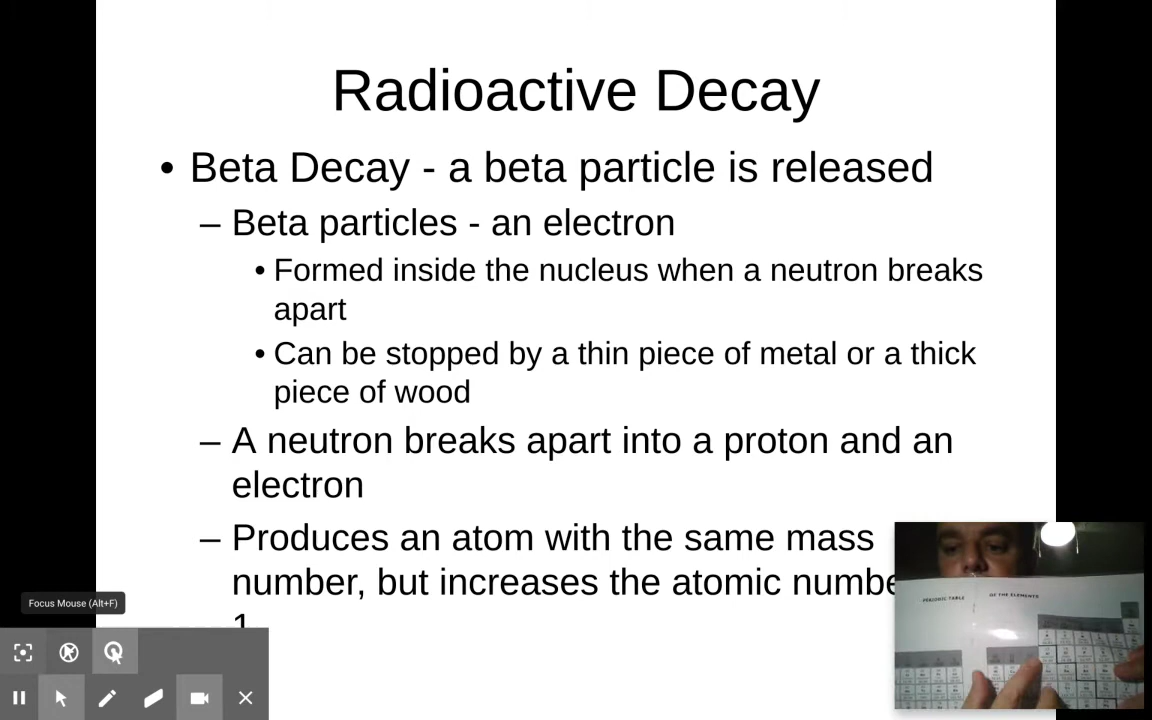 Radioactive Decay
• Beta Decay - a beta particle is released
– Beta particles - an electron
• Formed inside the nucleus when a neutron breaks
apart
• Can be stopped by a thin piece of metal or a thick
piece of wood
– A neutron breaks apart into a proton and an
electron
– Produces an atom with the same mass
number, but increases the atomic numbe
1
Focus Mouse (Alt+F)
PERIODIC TABLE OF THE ELEMENTS